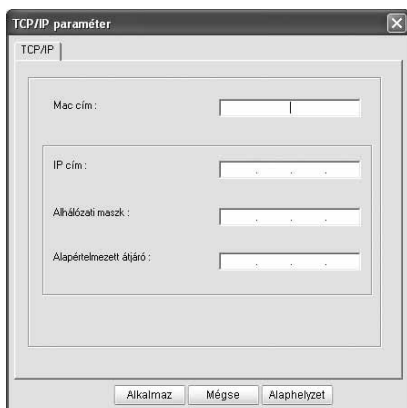 TCP/IP paraméter
TCP/IP
Mac cím :
IP cím :
Alhálózati maszk :
Alapértelmezett átjáró :
Alkalmaz Mégse Alaphelyzet